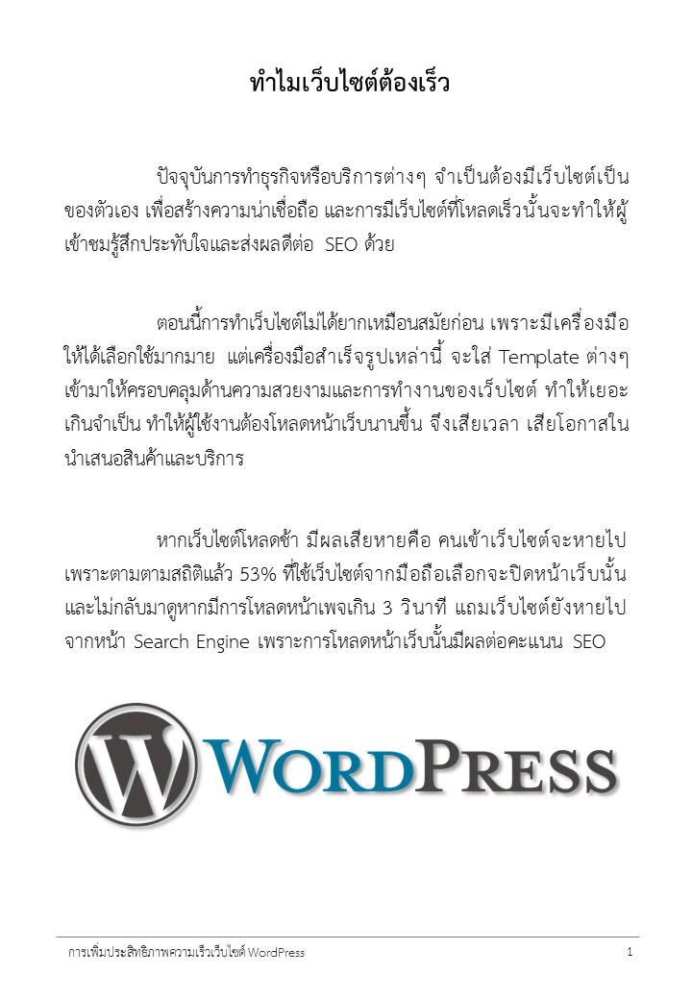 ทำไมเว็บไซต์ต้องเร็ว
ปัจจุบันการทำธุรกิจหรือบริการต่างๆ จำเป็นต้องมีเว็บไซต์เป็น
ของตัวเอง เพื่อสร้างความน่าเชื่อถือ และการมีเว็บไซต์ที่โหลดเร็วนั้นจะทำให้ผู้
เข้าชมรู้สึกประทับใจและส่งผลดีต่อ SEO ด้วย
ตอนนี้การทำเว็บไซต์ไม่ได้ยากเหมือนสมัยก่อน เพราะมีเครื่องมือ
ให้ได้เลือกใช้มากมาย แต่เครื่องมือสำเร็จรูปเหล่านี้ จะใส่ Template ต่างๆ
เข้ามาให้ครอบคลุมด้านความสวยงามและการทำงานของเว็บไซต์ ทำให้เยอะ
เกินจำเป็น ทำให้ผู้ใช้งานต้องโหลดหน้าเว็บนานขึ้น จึงเสียเวลา เสียโอกาสใน
นำเสนอสินค้าและบริการ
หากเว็บไซต์โหลดช้า มีผลเสียหายคือ คนเข้าเว็บไซต์จะหายไป
เพราะตามตามสถิติแล้ว 53% ที่ใช้เว็บไซต์จากมือถือเลือกจะปิดหน้าเว็บนั้น
และไม่กลับมาดูหากมีการโหลดหน้าเพจเกิน 3 วินาที แถมเว็บไซต์ยังหายไป
จากหน้า Search Engine เพราะการโหลดหน้าเว็บนั้นมีผลต่อคะแนน SEO
WORDPRESS
การเพิ่มประสิทธิภาพความเร็วเว็บไซต์ WordPress 1